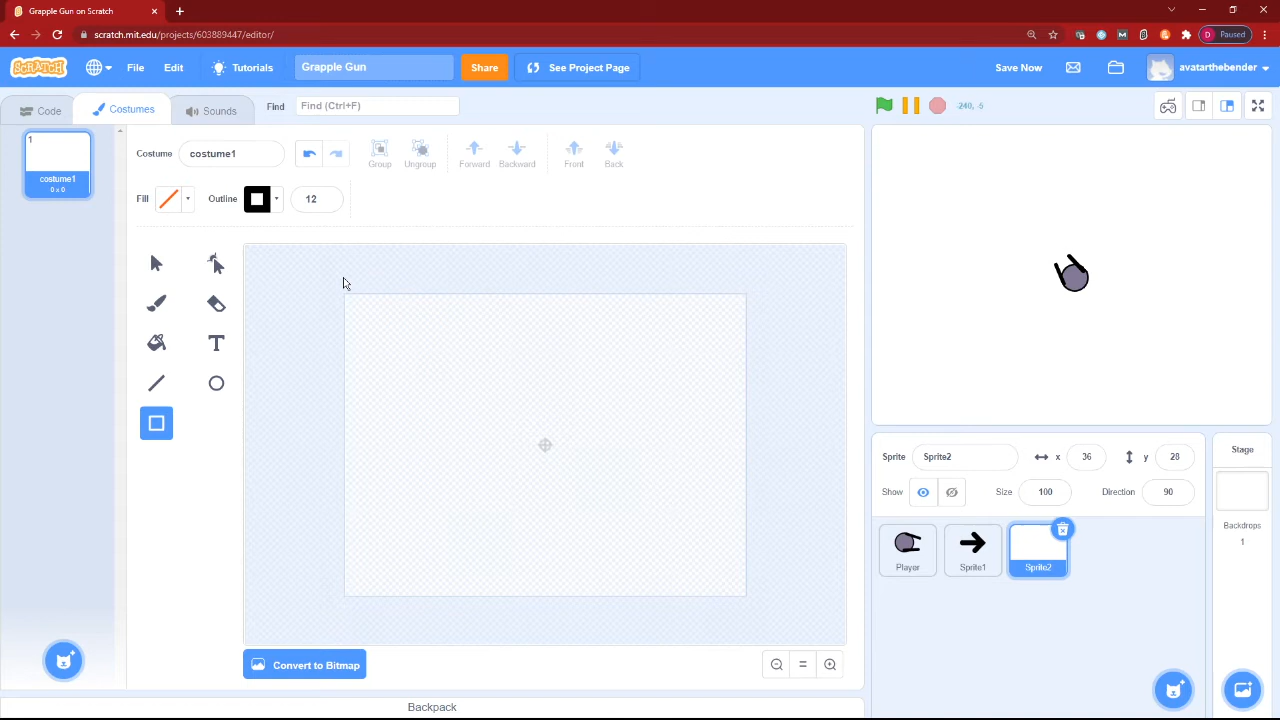 Grapple Gun on Scratch
scratch.mit.edu/projects/603889447/editor/
D Paused
SCRATCH File Edit Tutorials Grapple Gun Share See Project Page Save Now avatarthebender
Code Costumes Sounds Find Find (Ctrl+F) -240, -5
1
costume1
0 x 0
Costume costume1 Group Ungroup Forward Backward Front Back
Fill Outline 12
T
Convert to Bitmap
Backpack
Sprite Sprite2 x 36 y 28
Show Size 100 Direction 90
Player Sprite1 Sprite2
Stage
Backdrops
1